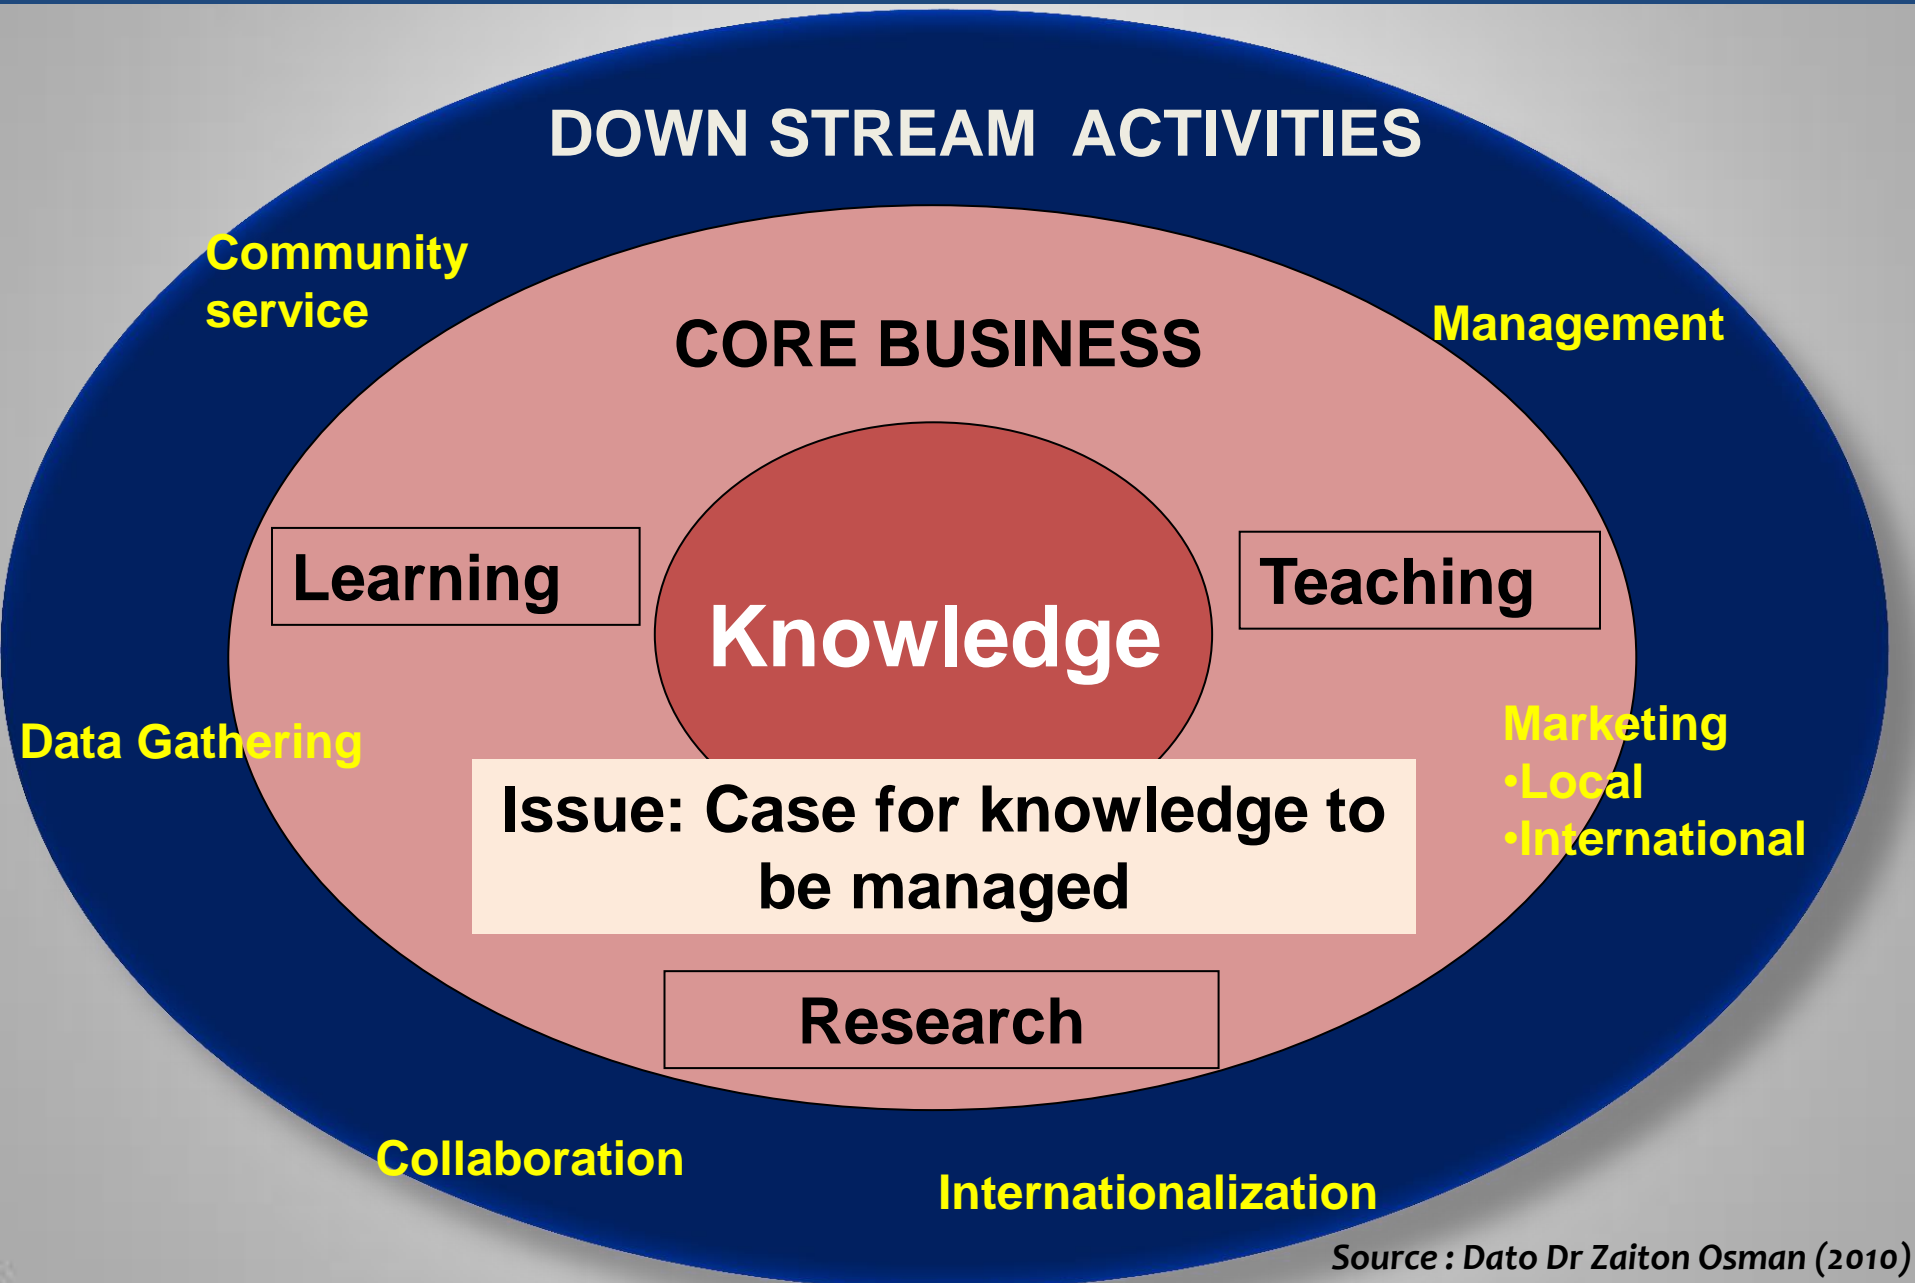 DOWN STREAM ACTIVITIES
Community
service
Management
CORE BUSINESS
Learning
Teaching
Knowledge
Data Gathering
Marketing
•Local
•International
Issue: Case for knowledge to
be managed
Research
Collaboration
Internationalization
Source : Dato Dr Zaiton Osman (2010)